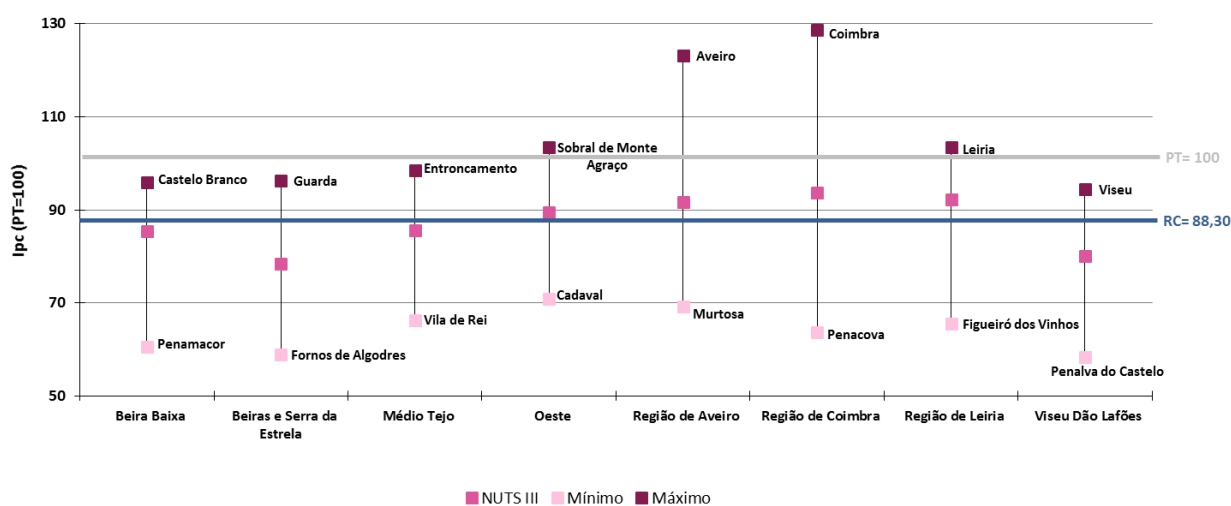 Ipc (PT=100)
130
110
90
70
50
Coimbra
Aveiro
Sobral de Monte
Agraço
Leiria
PT= 100
Entroncamento
Castelo Branco
Guarda
Viseu
RC= 88,30
Cadaval
Murtosa
Vila de Rei
Figueiró dos Vinhos
Penacova
Penamacor
Fornos de Algodres
Penalva do Castelo
Beira Baixa
Beiras e Serra da
Estrela
Médio Tejo
Oeste
Região de Aveiro
Região de Coimbra
Região de Leiria
Viseu Dão Lafões
NUTS III
Mínimo
Máximo